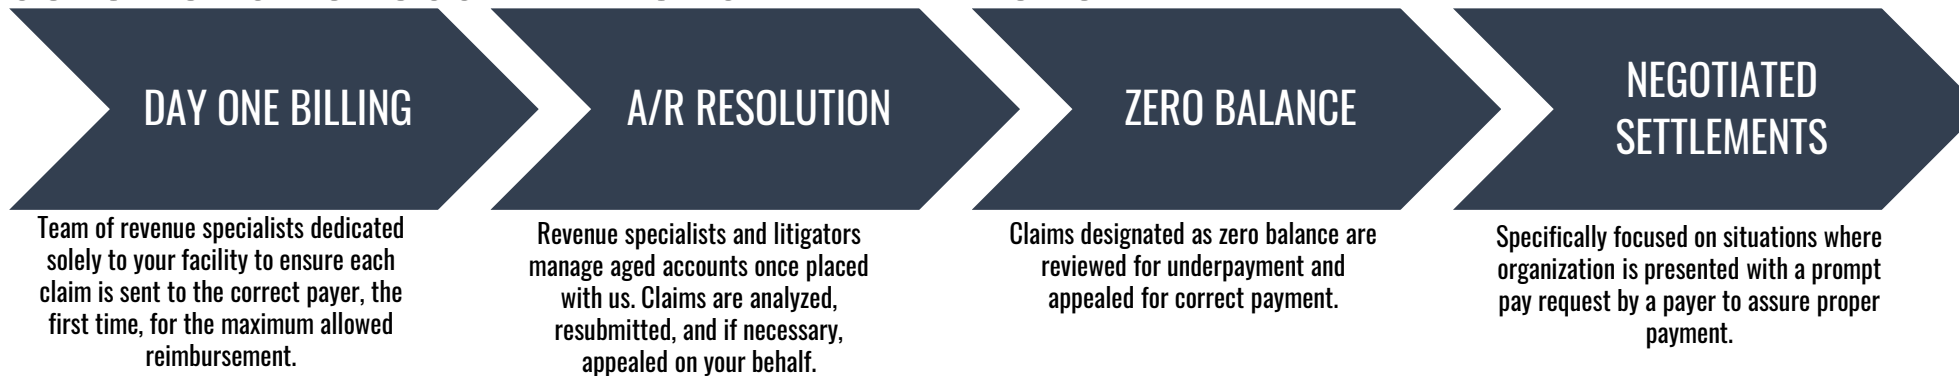 DAY ONE BILLING
Team of revenue specialists dedicated
solely to your facility to ensure each
claim is sent to the correct payer, the
first time, for the maximum allowed
reimbursement.
A/R RESOLUTION
Revenue specialists and litigators
manage aged accounts once placed
with us. Claims are analyzed,
resubmitted, and if necessary,
appealed on your behalf.
ZERO BALANCE
Claims designated as zero balance are
reviewed for underpayment and
appealed for correct payment.
NEGOTIATED
SETTLEMENTS
Specifically focused on situations where
organization is presented with a prompt
pay request by a payer to assure proper
payment.